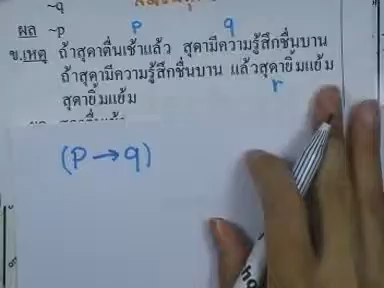 ~q
ผล ~p
p q
ข.เหตุ ถ้าสุดาตื่นเช้าแล้ว สุดามีความรู้สึกชื่นบาน
ถ้าสุดามีความรู้สึกชื่นบาน แล้วสุดายิ้มแย้ม
r
สุดายิ้มแย้ม
(P → q)